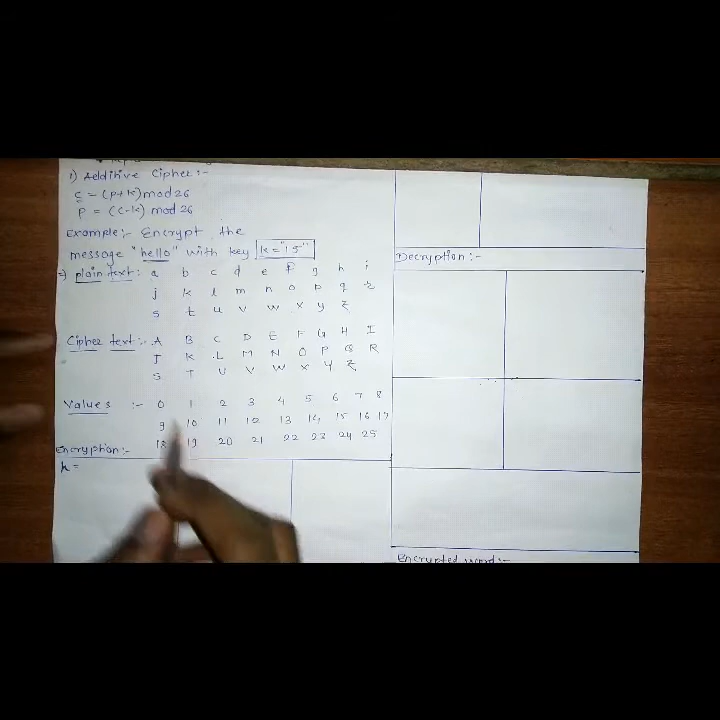 1) Additive Cipher:-
C = (P+K) mod 26
P = (C-K) mod 26
Example:- Encrypt the
message "hello" with key K="15"
=) plain text: a b c d e f g h i
j k l m n o p q r
s t u v w x y z
Cipher text:- A B C D E F G H I
J K L M N O P Q R
S T U V W X Y Z
Values :- 0 1 2 3 4 5 6 7 8
9 10 11 12 13 14 15 16 17
18 19 20 21 22 23 24 25
Encryption:-
h =
Decryption:-
Encrypted word:-